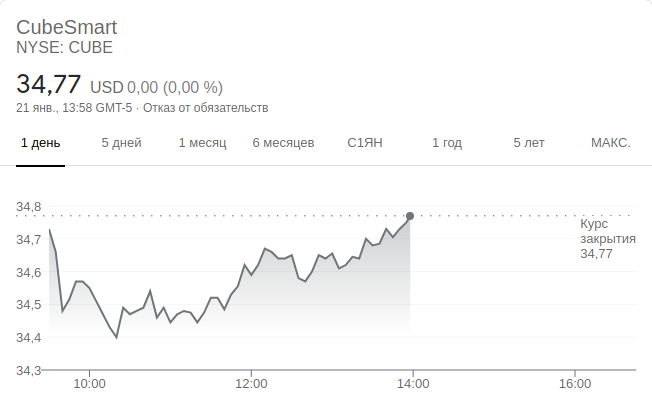 CubeSmart
NYSE: CUBE
34,77 USD 0,00 (0,00 %)
21 янв., 13:58 GMT-5 · Отказ от обязательств
1 день 5 дней 1 месяц 6 месяцев С1ЯН 1 год 5 лет МАКС.
34,8
34,7
34,6
34,5
34,4
34,3
Курс
закрытия
34,77
10:00 12:00 14:00 16:00